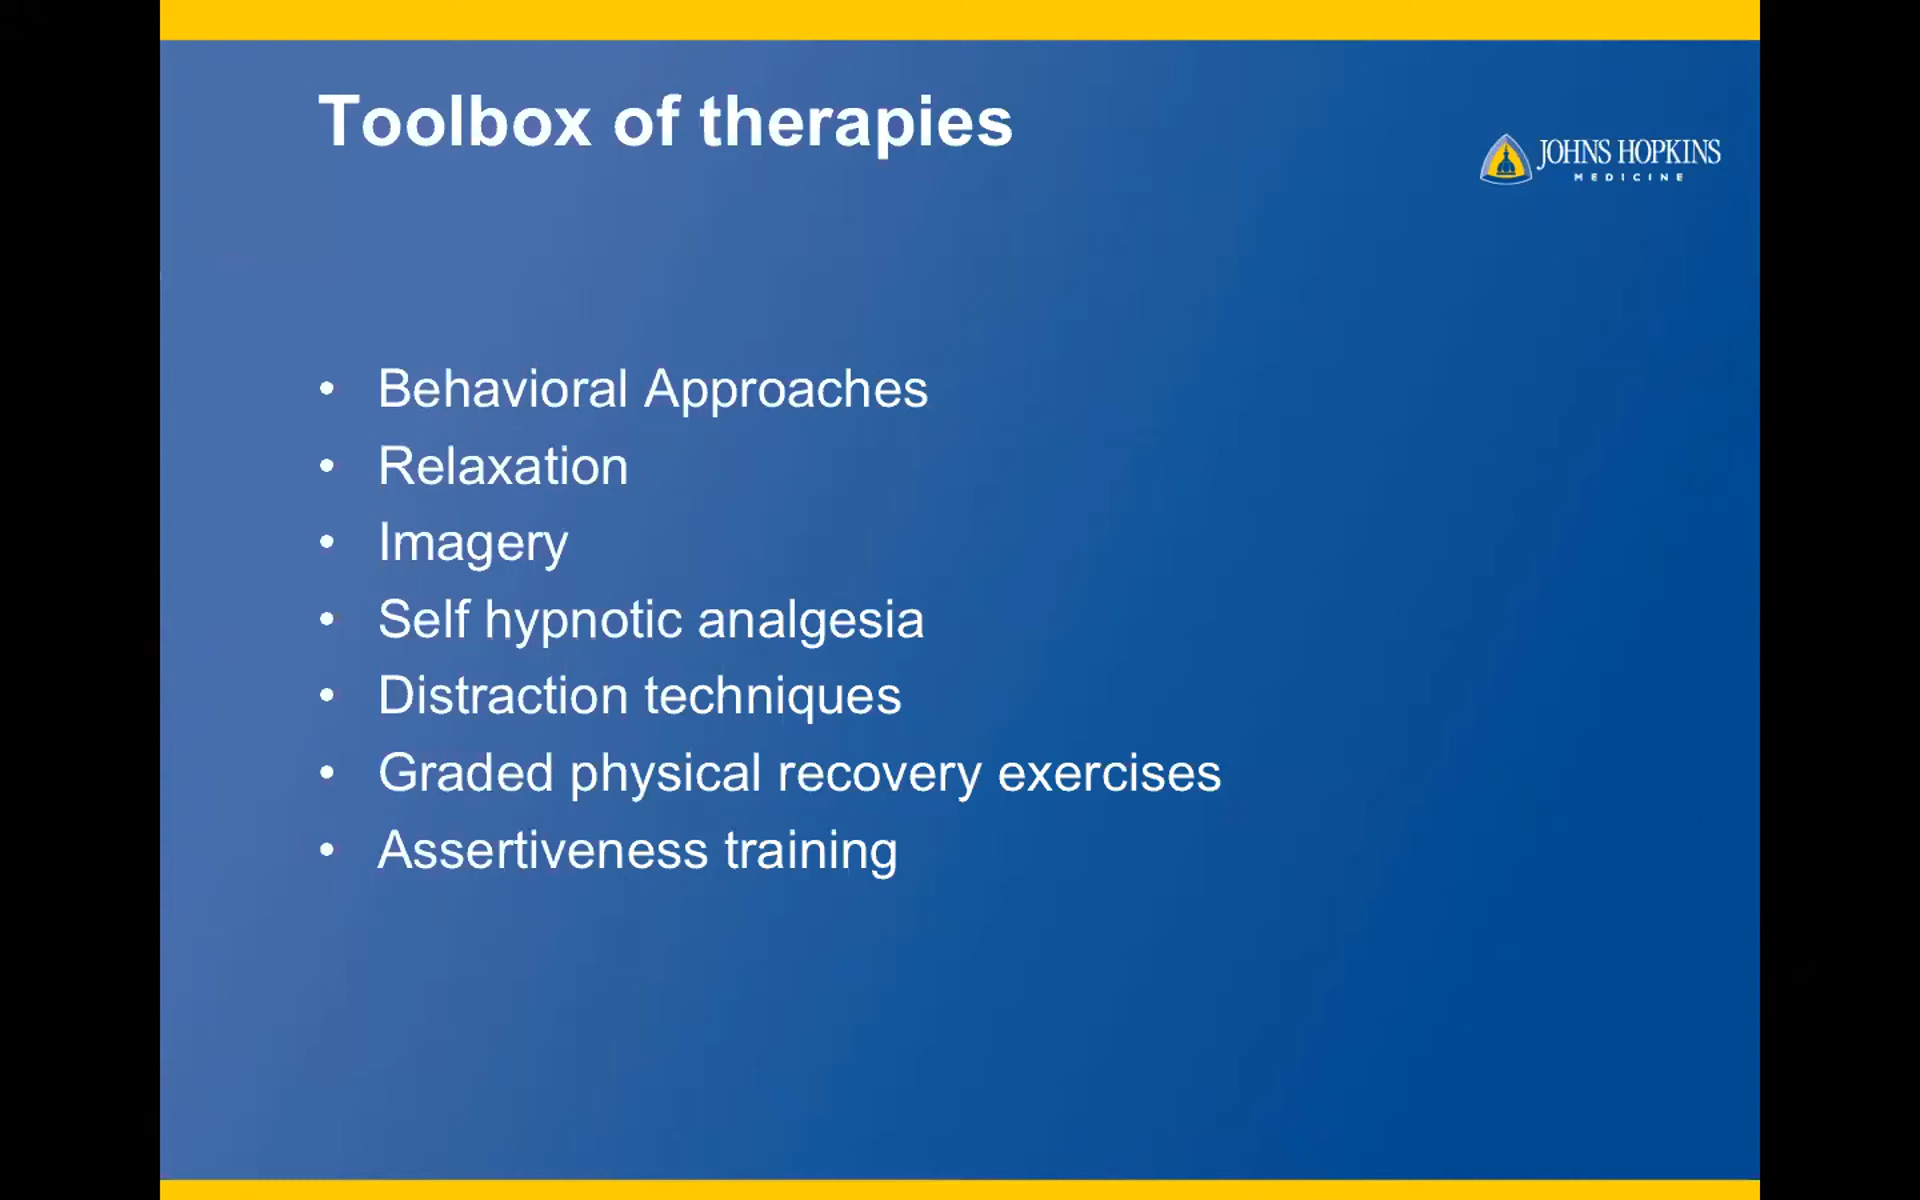 Toolbox of therapies
JOHNS HOPKINS
MEDICINE
• Behavioral Approaches
• Relaxation
• Imagery
• Self hypnotic analgesia
• Distraction techniques
• Graded physical recovery exercises
• Assertiveness training